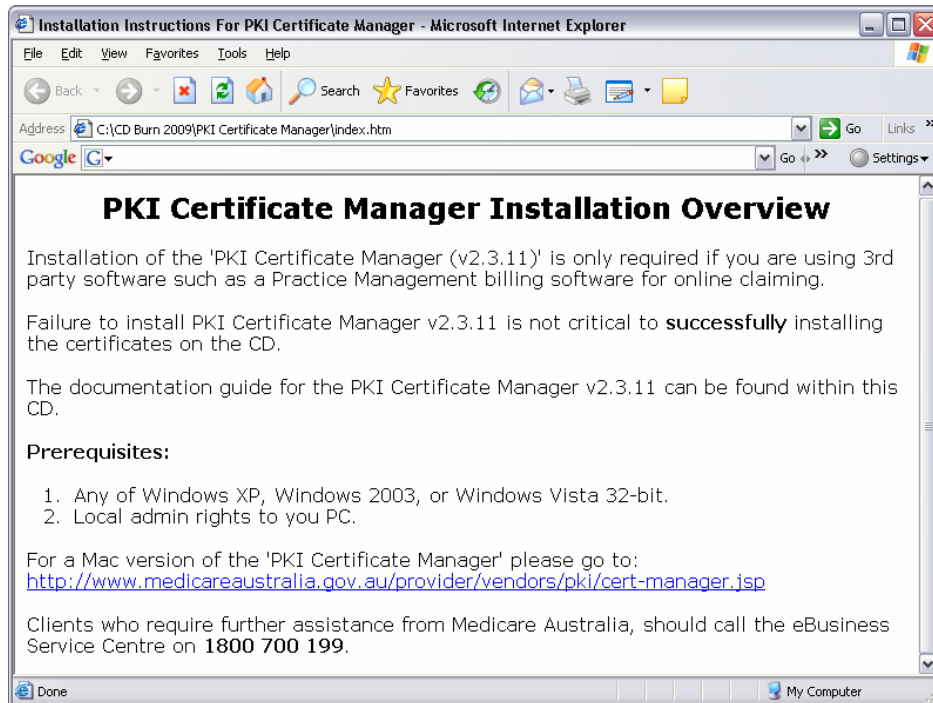 Installation Instructions For PKI Certificate Manager - Microsoft Internet Explorer
File Edit View Favorites Tools Help
Back Search Favorites
Address C:\CD Burn 2009\PKI Certificate Manager\index.htm Go Links »
Google G Go »» Settings
PKI Certificate Manager Installation Overview
Installation of the 'PKI Certificate Manager (v2.3.11)' is only required if you are using 3rd
party software such as a Practice Management billing software for online claiming.
Failure to install PKI Certificate Manager v2.3.11 is not critical to successfully installing
the certificates on the CD.
The documentation guide for the PKI Certificate Manager v2.3.11 can be found within this
CD.
Prerequisites:
1. Any of Windows XP, Windows 2003, or Windows Vista 32-bit.
2. Local admin rights to you PC.
For a Mac version of the 'PKI Certificate Manager' please go to:
http://www.medicareaustralia.gov.au/provider/vendors/pki/cert-manager.jsp
Clients who require further assistance from Medicare Australia, should call the eBusiness
Service Centre on 1800 700 199.
Done My Computer